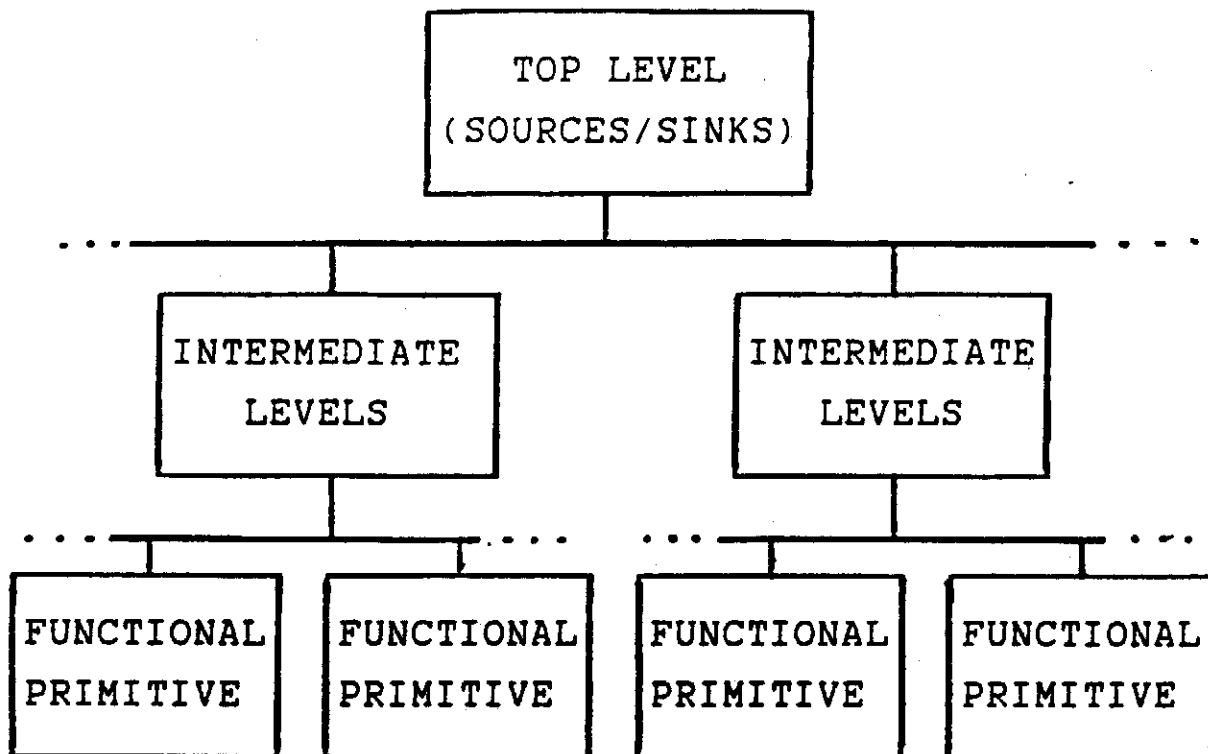 TOP LEVEL
(SOURCES/SINKS)
INTERMEDIATE
LEVELS
INTERMEDIATE
LEVELS
FUNCTIONAL
PRIMITIVE
FUNCTIONAL
PRIMITIVE
FUNCTIONAL
PRIMITIVE
FUNCTIONAL
PRIMITIVE